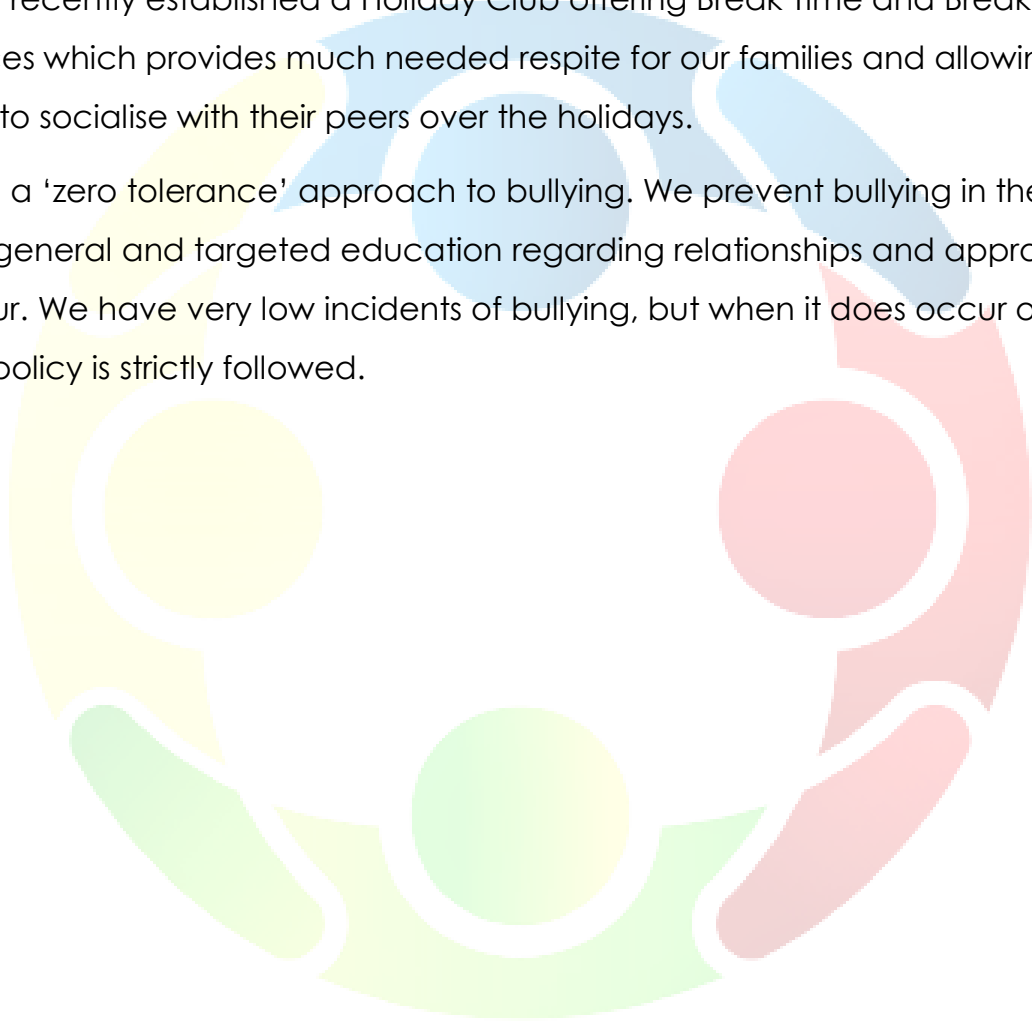 recently established a Holiday Club offering Break Time and Break
es which provides much needed respite for our families and allowin
to socialise with their peers over the holidays.
a ‘zero tolerance’ approach to bullying. We prevent bullying in the
general and targeted education regarding relationships and appro
ur. We have very low incidents of bullying, but when it does occur o
policy is strictly followed.